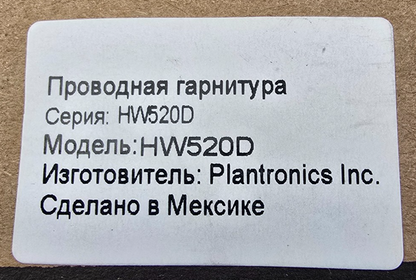 Проводная гарнитура
Серия: HW520D
Модель:HW520D
Изготовитель: Plantronics Inc.
Сделано в Мексике